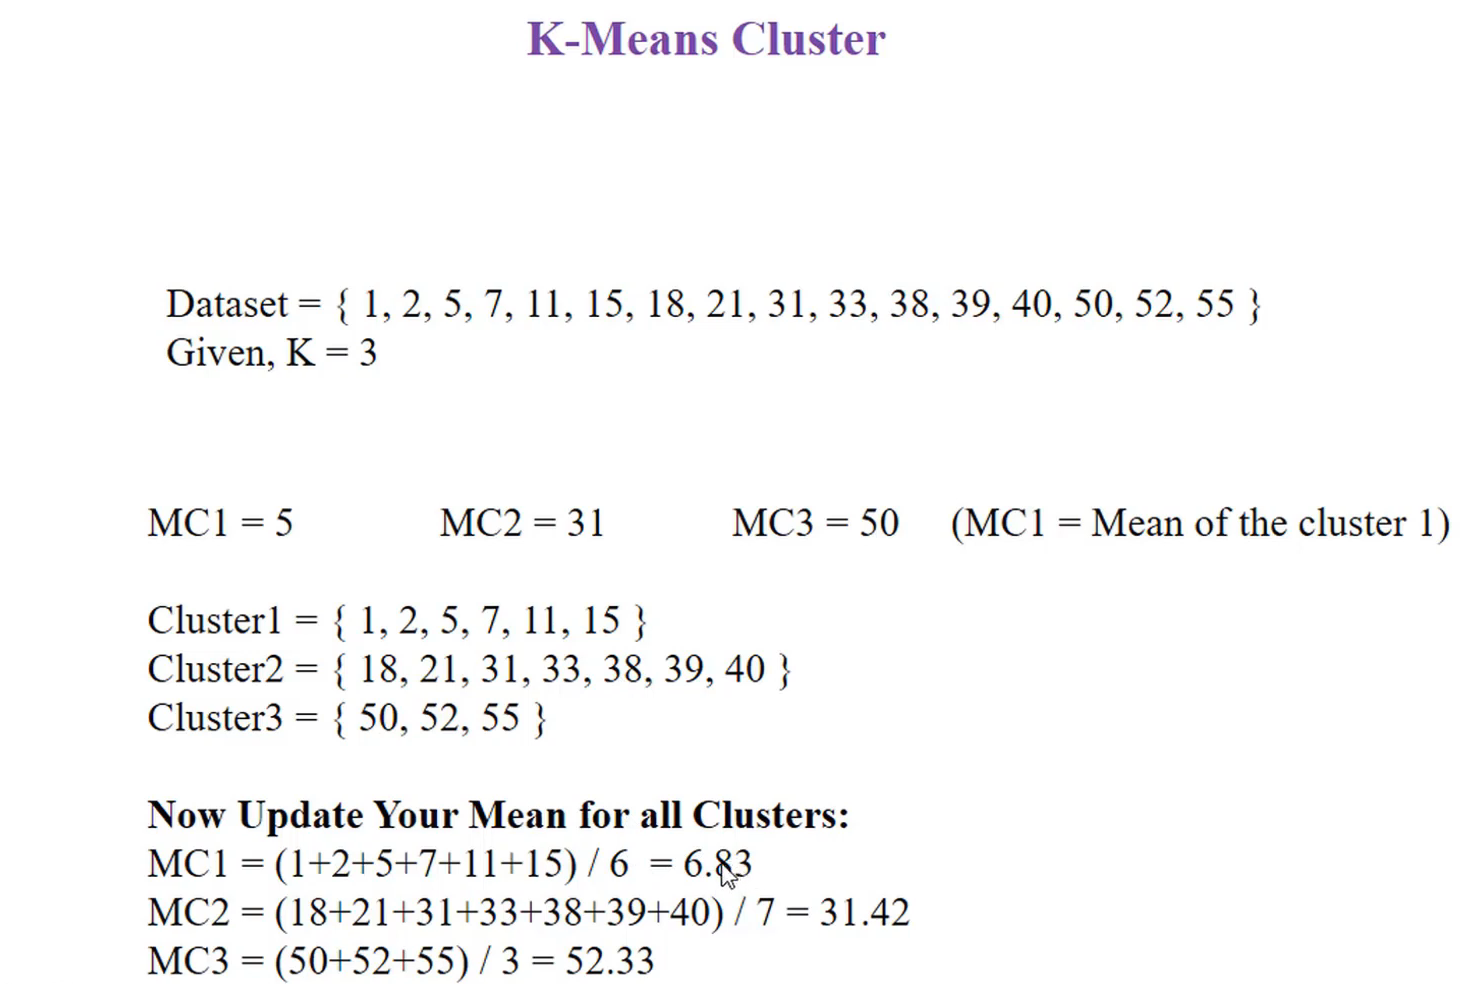 K-Means Cluster
Dataset = { 1, 2, 5, 7, 11, 15, 18, 21, 31, 33, 38, 39, 40, 50, 52, 55 }
Given, K = 3
MC1 = 5 MC2 = 31 MC3 = 50 (MC1 = Mean of the cluster 1)
Cluster1 = { 1, 2, 5, 7, 11, 15 }
Cluster2 = { 18, 21, 31, 33, 38, 39, 40 }
Cluster3 = { 50, 52, 55 }
Now Update Your Mean for all Clusters:
MC1 = (1+2+5+7+11+15) / 6 = 6.83
MC2 = (18+21+31+33+38+39+40) / 7 = 31.42
MC3 = (50+52+55) / 3 = 52.33